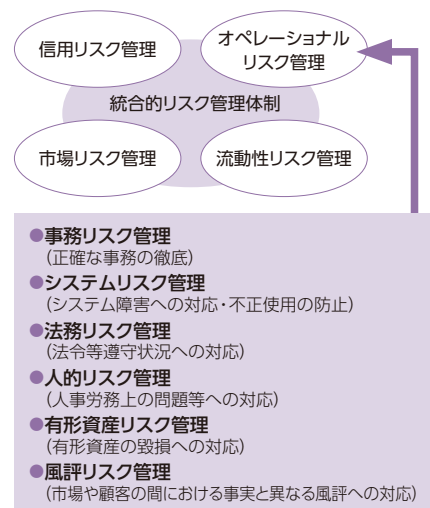 信用リスク管理
オペレーショナル
リスク管理
統合的リスク管理体制
市場リスク管理
流動性リスク管理
●事務リスク管理
(正確な事務の徹底)
●システムリスク管理
(システム障害への対応・不正使用の防止)
●法務リスク管理
(法令等遵守状況への対応)
●人的リスク管理
(人事労務上の問題等への対応)
●有形資産リスク管理
(有形資産の毀損への対応)
●風評リスク管理
(市場や顧客の間における事実と異なる風評への対応)